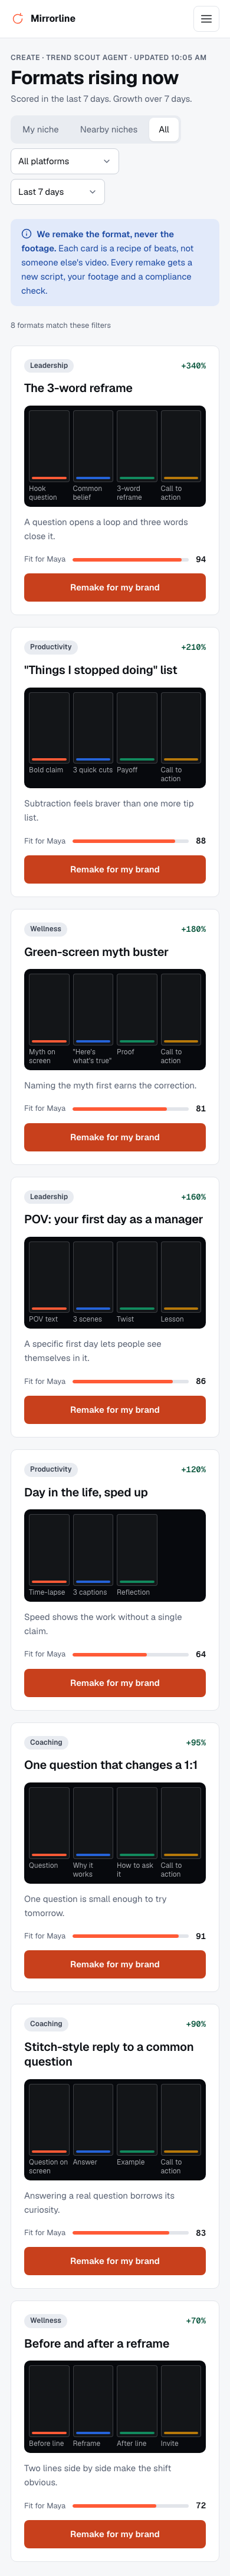 Mirrorline
CREATE · TREND SCOUT AGENT · UPDATED 10:05 AM
Formats rising now
Scored in the last 7 days. Growth over 7 days.
My niche
Nearby niches
All
All platforms
Last 7 days
We remake the format, never the
footage. Each card is a recipe of beats, not
someone else's video. Every remake gets a
new script, your footage and a compliance
check.
8 formats match these filters
Leadership
+340%
The 3-word reframe
Hook question
Common belief
3-word reframe
Call to action
A question opens a loop and three words
close it.
Fit for Maya
94
Remake for my brand
Productivity
+210%
"Things I stopped doing" list
Bold claim
3 quick cuts
Payoff
Call to action
Subtraction feels braver than one more tip
list.
Fit for Maya
88
Remake for my brand
Wellness
+180%
Green-screen myth buster
Myth on screen
"Here's what's true"
Proof
Call to action
Naming the myth first earns the correction.
Fit for Maya
81
Remake for my brand
Leadership
+160%
POV: your first day as a manager
POV text
3 scenes
Twist
Lesson
A specific first day lets people see
themselves in it.
Fit for Maya
86
Remake for my brand
Productivity
+120%
Day in the life, sped up
Time-lapse
3 captions
Reflection
Speed shows the work without a single
claim.
Fit for Maya
64
Remake for my brand
Coaching
+95%
One question that changes a 1:1
Question
Why it works
How to ask it
Call to action
One question is small enough to try
tomorrow.
Fit for Maya
91
Remake for my brand
Coaching
+90%
Stitch-style reply to a common
question
Question on screen
Answer
Example
Call to action
Answering a real question borrows its
curiosity.
Fit for Maya
83
Remake for my brand
Wellness
+70%
Before and after a reframe
Before line
Reframe
After line
Invite
Two lines side by side make the shift
obvious.
Fit for Maya
72
Remake for my brand